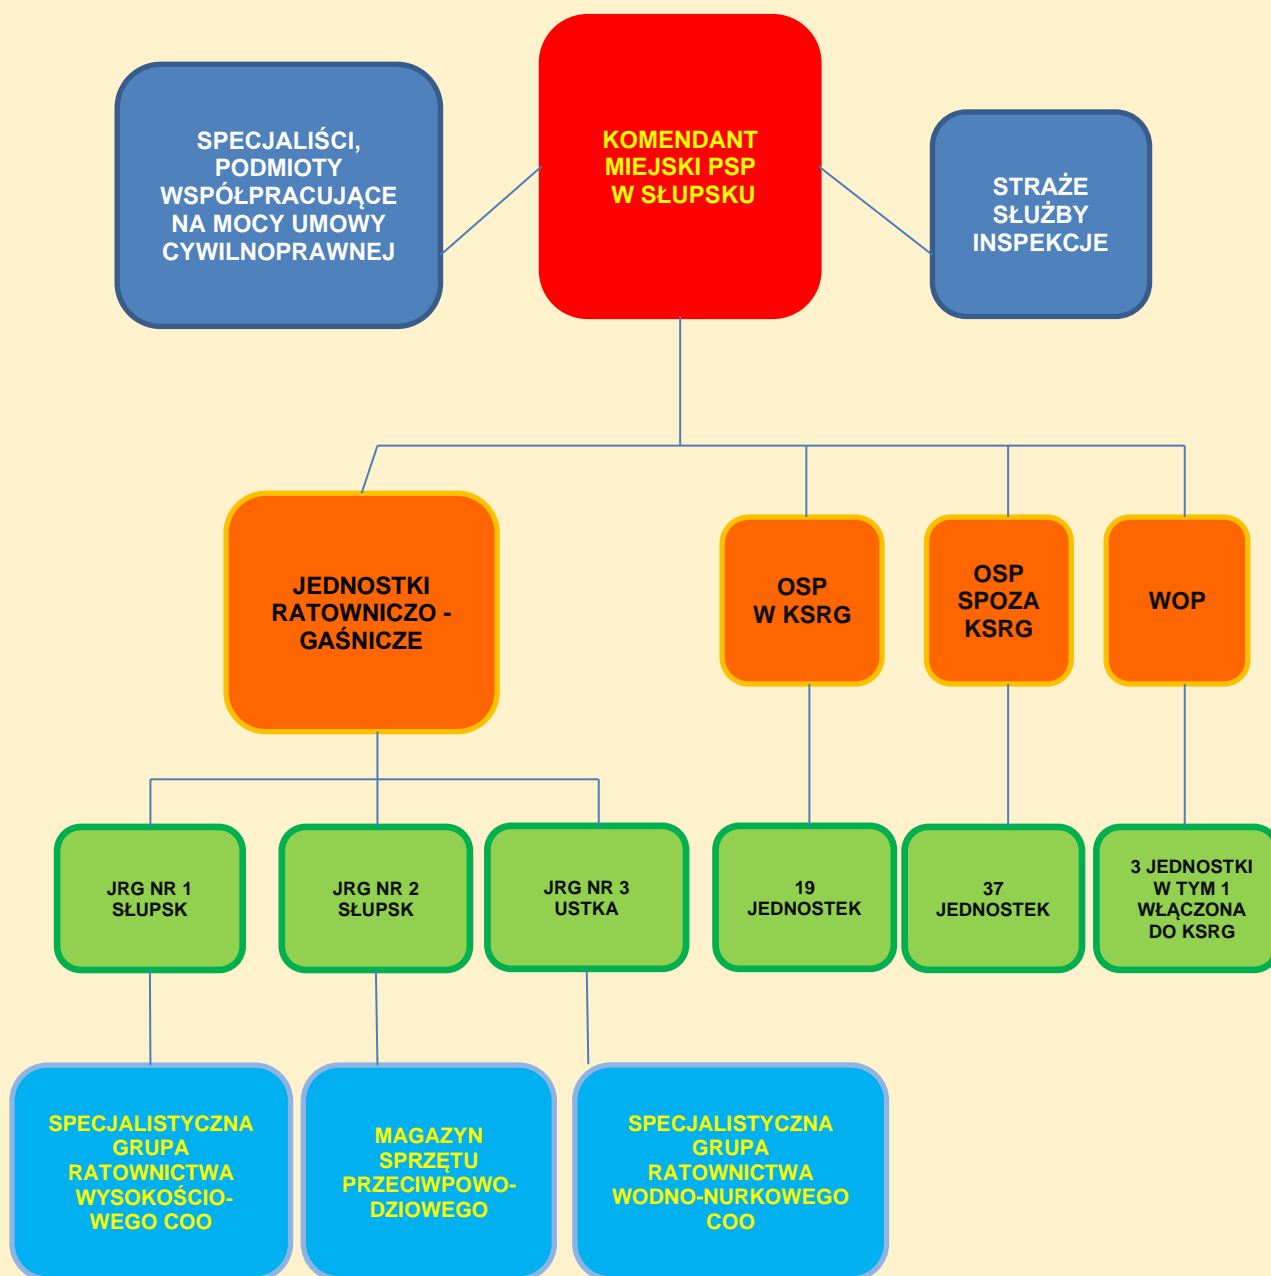 SPECJALIŚCI,
PODMIOTY
WSPÓŁPRACUJĄCE
NA MOCY UMOWY
CYWILNOPRAWNEJ
KOMENDANT
MIEJSKI PSP
W SŁUPSKU
STRAŻE
SŁUŻBY
INSPEKCJE
JEDNOSTKI
RATOWNICZO -
GAŚNICZE
OSP
W KSRG
OSP
SPOZA
KSRG
WOP
JRG NR 1
SŁUPSK
JRG NR 2
SŁUPSK
JRG NR 3
USTKA
19
JEDNOSTEK
37
JEDNOSTEK
3 JEDNOSTKI
W TYM 1
WŁĄCZONA
DO KSRG
SPECJALISTYCZNA
GRUPA
RATOWNICTWA
WYSOKOŚCIO-
WEGO COO
MAGAZYN
SPRZĘTU
PRZECIWPOWO-
DZIOWEGO
SPECJALISTYCZNA
GRUPA
RATOWNICTWA
WODNO-NURKOWEGO
COO